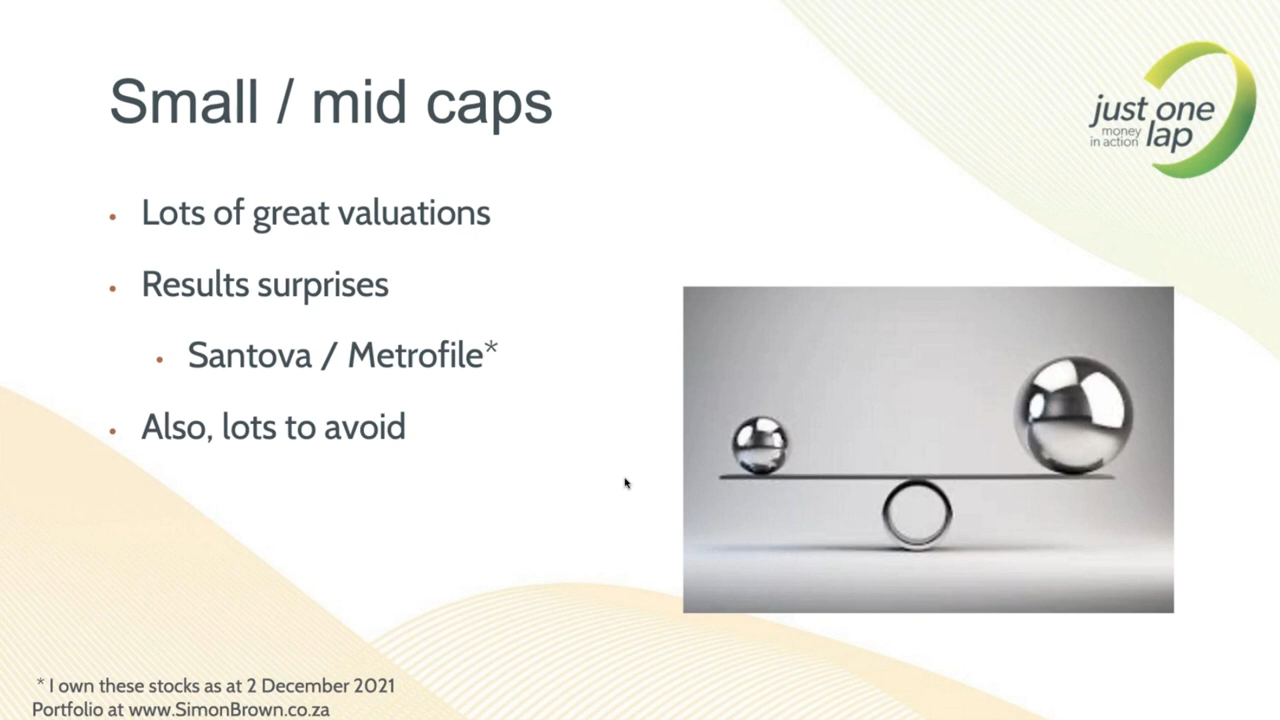 Small / mid caps
just one
money
in action lap
• Lots of great valuations
• Results surprises
• Santova / Metrofile*
• Also, lots to avoid
* I own these stocks as at 2 December 2021
Portfolio at www.SimonBrown.co.za